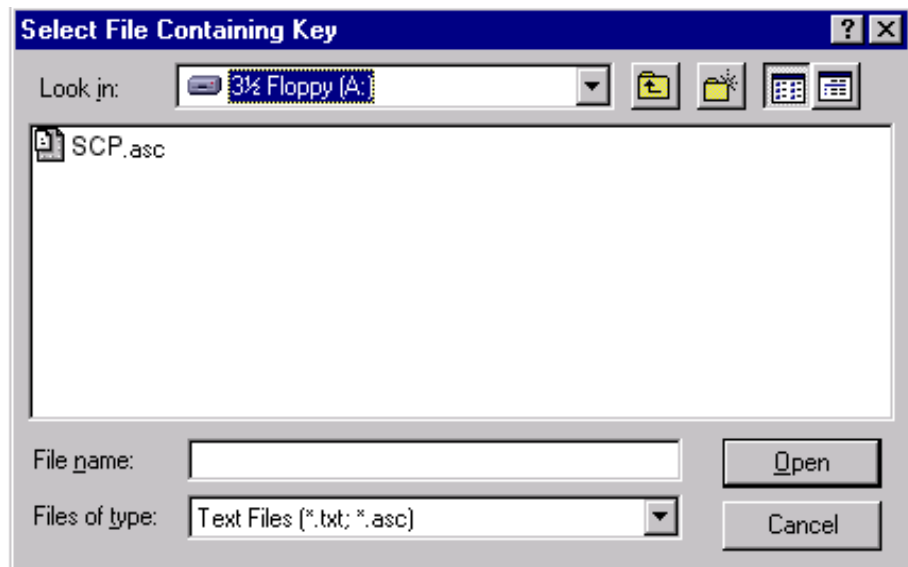 Select File Containing Key
Look in: 3½ Floppy (A:)
SCP.asc
File name:
Open
Files of type: Text Files (*.txt; *.asc)
Cancel